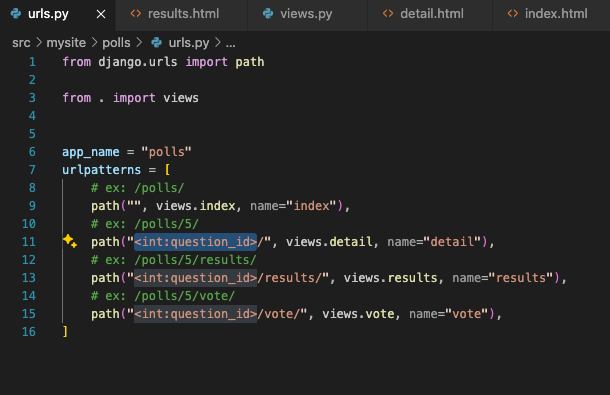 urls.py × results.html views.py detail.html index.html
src > mysite > polls > urls.py > ...
1 from django.urls import path
2
3 from . import views
4
5
6 app_name = "polls"
7 urlpatterns = [
8     # ex: /polls/
9     path("", views.index, name="index"),
10     # ex: /polls/5/
11     path("<int:question_id>/", views.detail, name="detail"),
12     # ex: /polls/5/results/
13     path("<int:question_id>/results/", views.results, name="results"),
14     # ex: /polls/5/vote/
15     path("<int:question_id>/vote/", views.vote, name="vote"),
16 ]